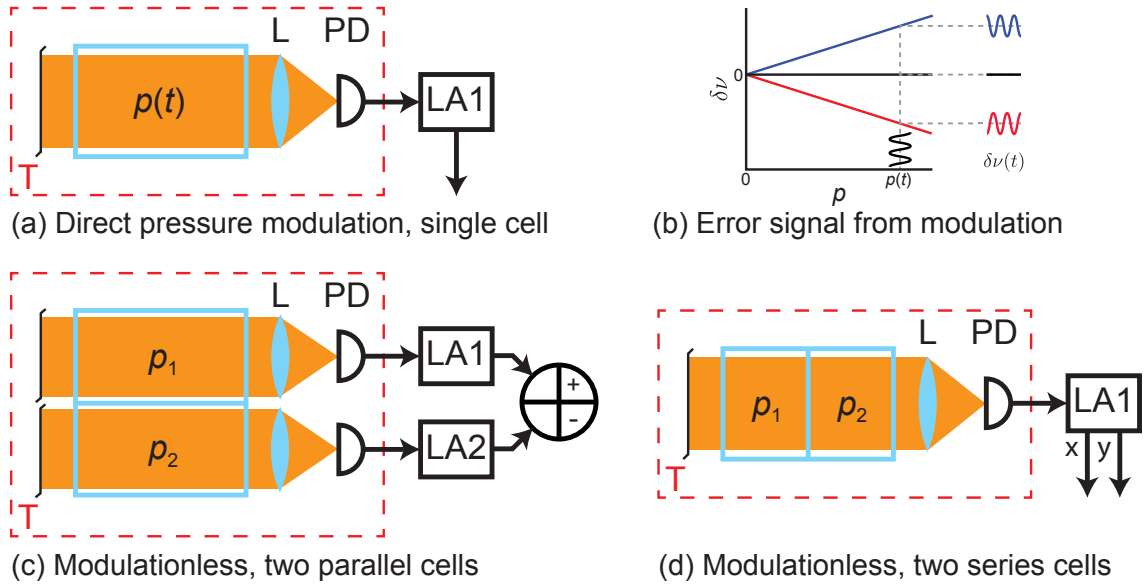 L PD
p(t)
LA1
T
(a) Direct pressure modulation, single cell
δν
0
0
p(t)
p
δν(t)
(b) Error signal from modulation
L PD
p₁
LA1
+
-
p₂
LA2
T
(c) Modulationless, two parallel cells
L PD
p₁ p₂
LA1
x y
T
(d) Modulationless, two series cells